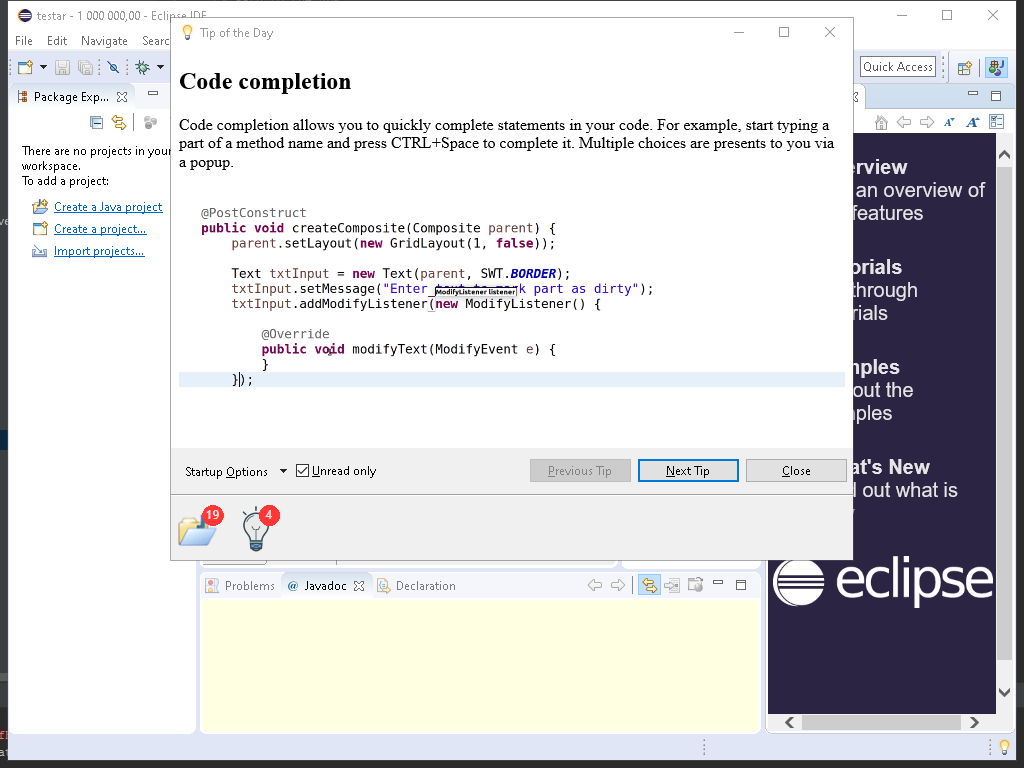 testar - 1 000 000,00 - Eclipse IDE
Tip of the Day
File Edit Navigate Searc
Quick Access
Code completion
Package Exp...
Code completion allows you to quickly complete statements in your code. For example, start typing a
part of a method name and press CTRL+Space to complete it. Multiple choices are presents to you via
a popup.
There are no projects in your
workspace.
To add a project:
Create a Java project
Create a project...
Import projects...
@PostConstruct
public void createComposite(Composite parent) {
parent.setLayout(new GridLayout(1, false));
Text txtInput = new Text(parent, SWT.BORDER);
txtInput.setMessage("Enter text to mark part as dirty");
ModifyListener listener
txtInput.addModifyListener(new ModifyListener() {
@Override
public void modifyText(ModifyEvent e) {
}
});
rview
an overview of
features
orials
through
rials
nples
out the
nples
at's New
l out what is
Startup Options
Unread only
Previous Tip
Next Tip
Close
19
4
eclipse
Problems
@ Javadoc
Declaration